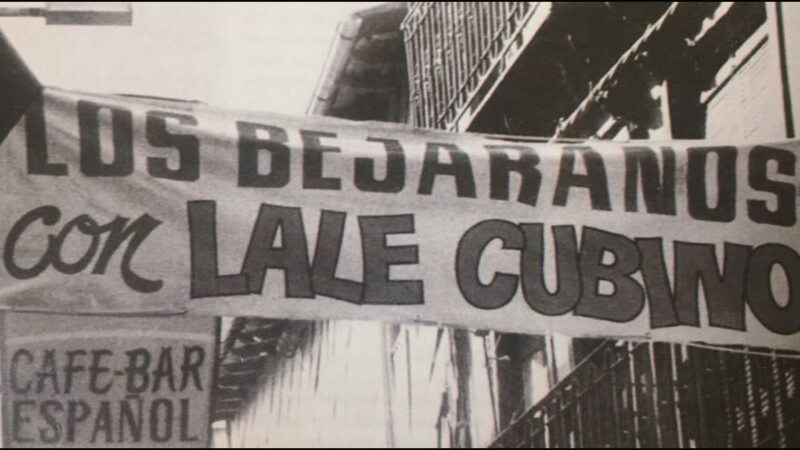 LOS BEJARANOS
con LALE CUBINO
CAFE-BAR
ESPAÑOL